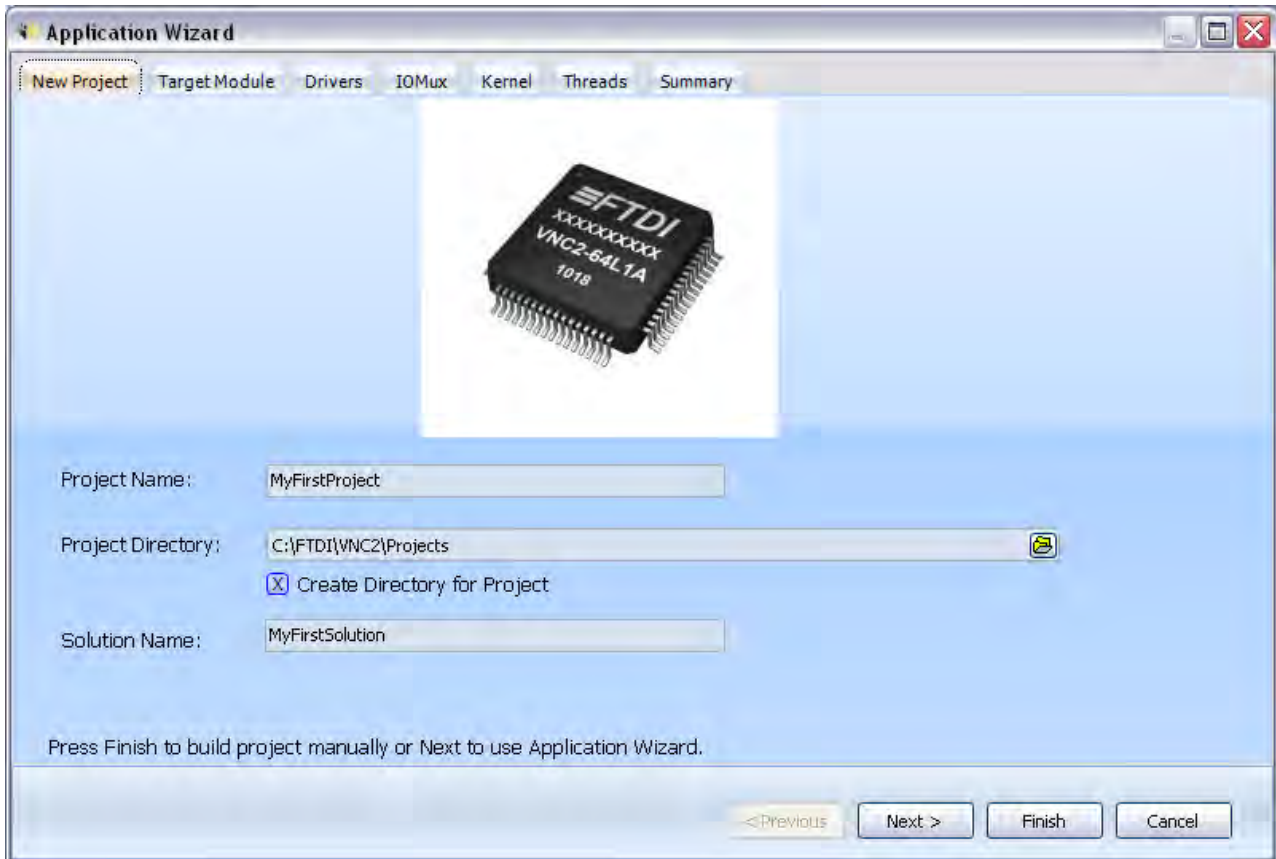 Application Wizard
New Project Target Module Drivers IOMux Kernel Threads Summary
FTDI
XXXXXXXXXX
VNC2-64L1A
1018
Project Name: MyFirstProject
Project Directory: C:\FTDI\VNC2\Projects
X Create Directory for Project
Solution Name: MyFirstSolution
Press Finish to build project manually or Next to use Application Wizard.
<Previous Next > Finish Cancel